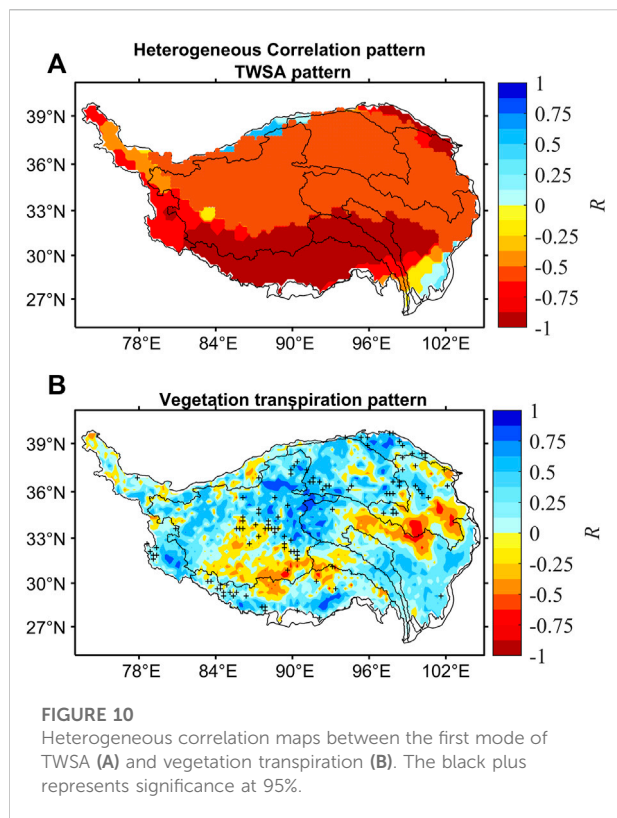 Heterogeneous Correlation pattern
A
TWSA pattern
39°N
36°N
33°N
30°N
27°N
78°E 84°E 90°E 96°E 102°E
1
0.75
0.5
0.25
0
-0.25
-0.5
-0.75
-1
R
B
Vegetation transpiration pattern
39°N
36°N
33°N
30°N
27°N
78°E 84°E 90°E 96°E 102°E
1
0.75
0.5
0.25
0
-0.25
-0.5
-0.75
-1
R
FIGURE 10
Heterogeneous correlation maps between the first mode of
TWSA (A) and vegetation transpiration (B). The black plus
represents significance at 95%.